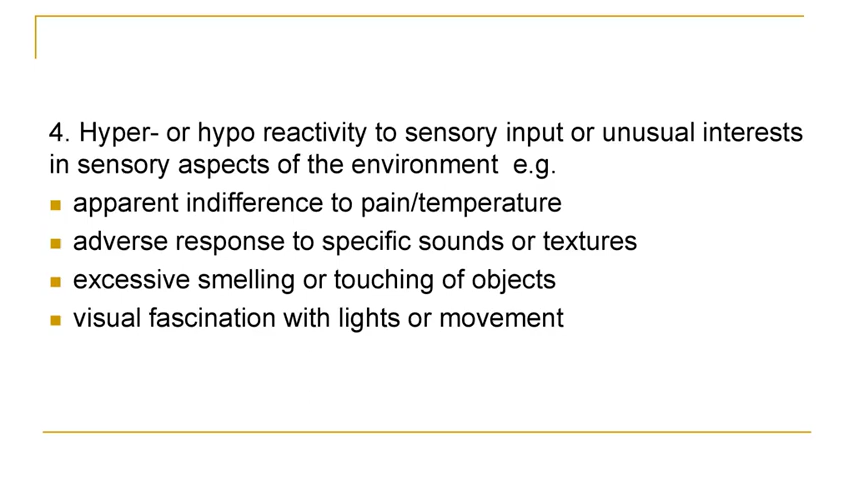 4. Hyper- or hypo reactivity to sensory input or unusual interests
in sensory aspects of the environment e.g.
apparent indifference to pain/temperature
adverse response to specific sounds or textures
excessive smelling or touching of objects
visual fascination with lights or movement